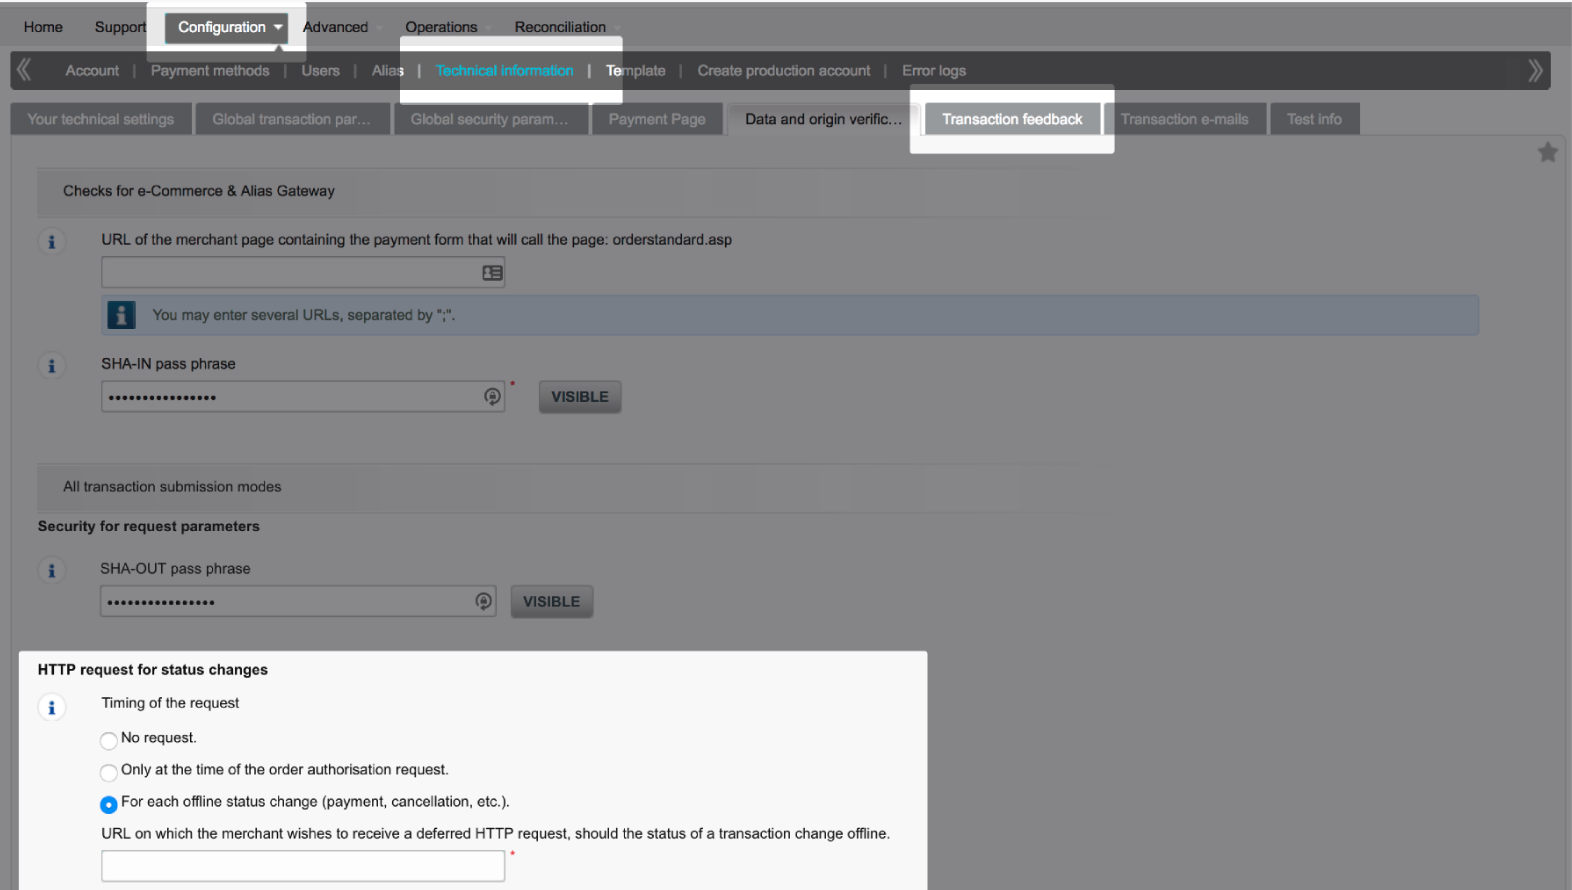 Home Support Configuration Advanced Operations Reconciliation
Account | Payment methods | Users | Alias | Technical information | Template | Create production account | Error logs
Your technical settings Global transaction par... Global security param... Payment Page Data and origin verific... Transaction feedback Transaction e-mails Test info
Checks for e-Commerce & Alias Gateway
URL of the merchant page containing the payment form that will call the page: orderstandard.asp
You may enter several URLs, separated by ";".
SHA-IN pass phrase
•••••••••••••••• * VISIBLE
All transaction submission modes
Security for request parameters
SHA-OUT pass phrase
•••••••••••••••• VISIBLE
HTTP request for status changes
Timing of the request
No request.
Only at the time of the order authorisation request.
For each offline status change (payment, cancellation, etc.).
URL on which the merchant wishes to receive a deferred HTTP request, should the status of a transaction change offline.
*